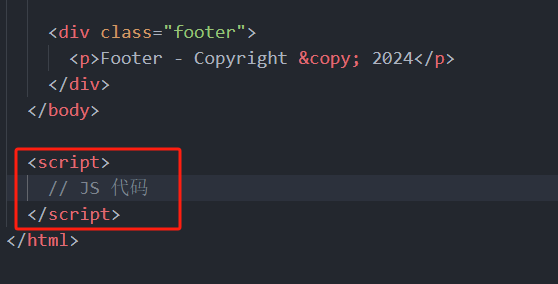 <div class="footer">
<p>Footer - Copyright &copy; 2024</p>
</div>
</body>
<script>
// JS 代码
</script>
</html>